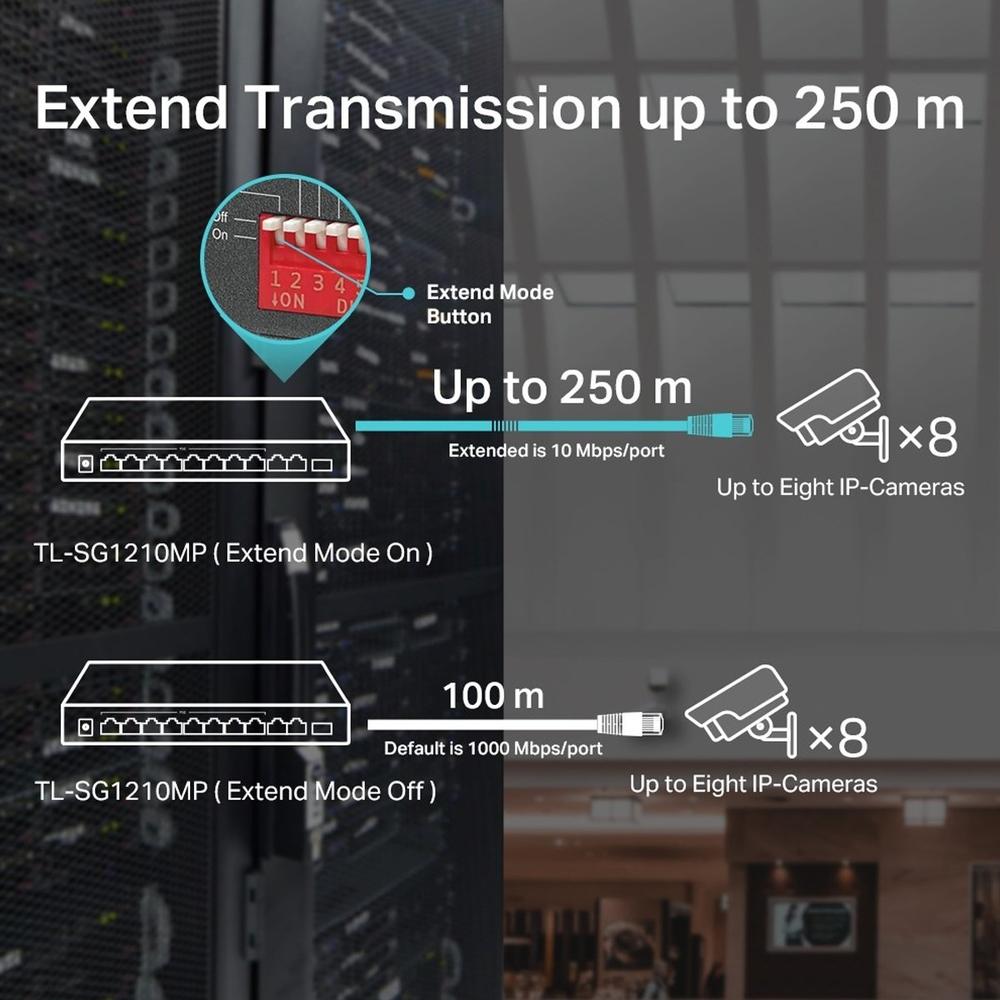 Extend Transmission up to 250 m
Off
On
1 2 3 4
↓ON
Extend Mode
Button
Up to 250 m
Extended is 10 Mbps/port
×8
Up to Eight IP-Cameras
TL-SG1210MP ( Extend Mode On )
100 m
Default is 1000 Mbps/port
×8
Up to Eight IP-Cameras
TL-SG1210MP ( Extend Mode Off )